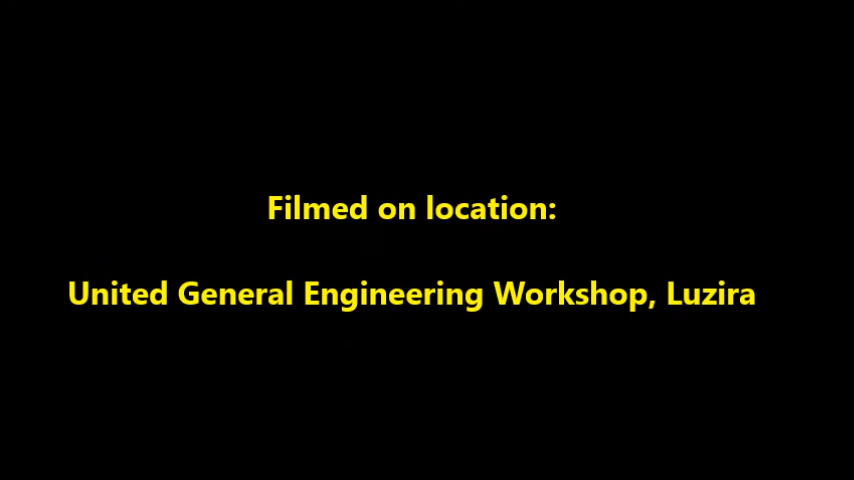 Filmed on location:
United General Engineering Workshop, Luzira